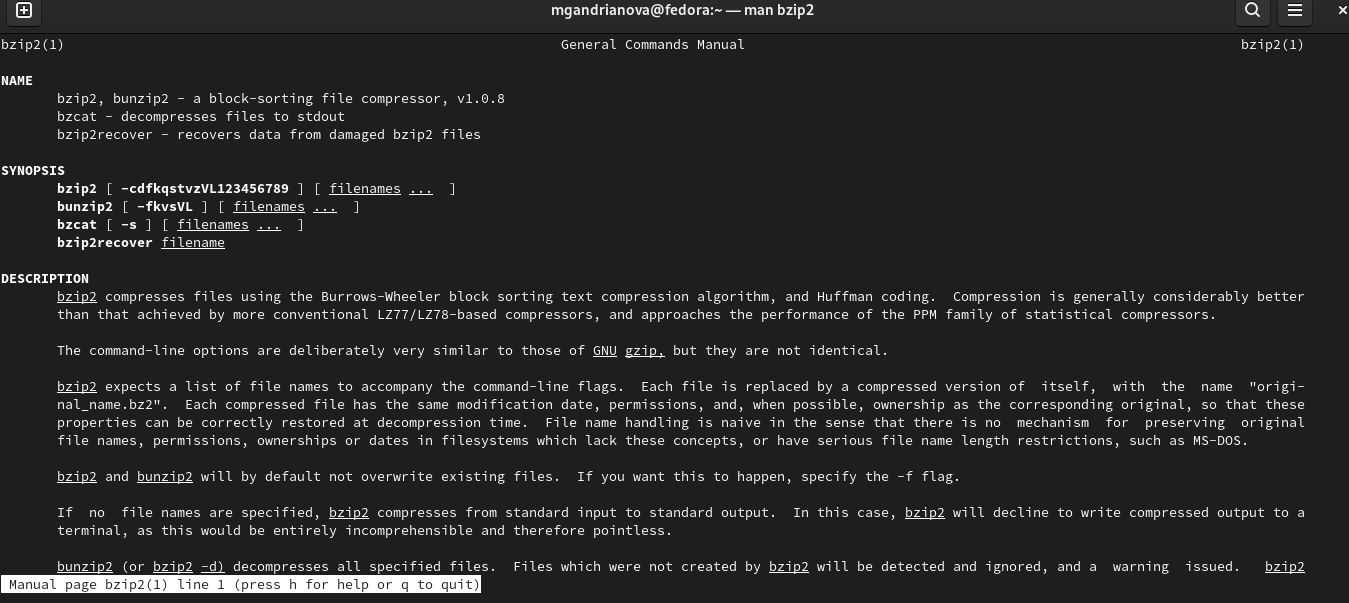 mgandrianova@fedora:~ — man bzip2
bzip2(1) General Commands Manual bzip2(1)
NAME
bzip2, bunzip2 - a block-sorting file compressor, v1.0.8
bzcat - decompresses files to stdout
bzip2recover - recovers data from damaged bzip2 files
SYNOPSIS
bzip2 [ -cdfkqstvzVL123456789 ] [ filenames ... ]
bunzip2 [ -fkvsVL ] [ filenames ... ]
bzcat [ -s ] [ filenames ... ]
bzip2recover filename
DESCRIPTION
bzip2 compresses files using the Burrows-Wheeler block sorting text compression algorithm, and Huffman coding. Compression is generally considerably better
than that achieved by more conventional LZ77/LZ78-based compressors, and approaches the performance of the PPM family of statistical compressors.
The command-line options are deliberately very similar to those of GNU gzip, but they are not identical.
bzip2 expects a list of file names to accompany the command-line flags. Each file is replaced by a compressed version of itself, with the name "origi-
nal_name.bz2". Each compressed file has the same modification date, permissions, and, when possible, ownership as the corresponding original, so that these
properties can be correctly restored at decompression time. File name handling is naive in the sense that there is no mechanism for preserving original
file names, permissions, ownerships or dates in filesystems which lack these concepts, or have serious file name length restrictions, such as MS-DOS.
bzip2 and bunzip2 will by default not overwrite existing files. If you want this to happen, specify the -f flag.
If no file names are specified, bzip2 compresses from standard input to standard output. In this case, bzip2 will decline to write compressed output to a
terminal, as this would be entirely incomprehensible and therefore pointless.
bunzip2 (or bzip2 -d) decompresses all specified files. Files which were not created by bzip2 will be detected and ignored, and a warning issued. bzip2
Manual page bzip2(1) line 1 (press h for help or q to quit)